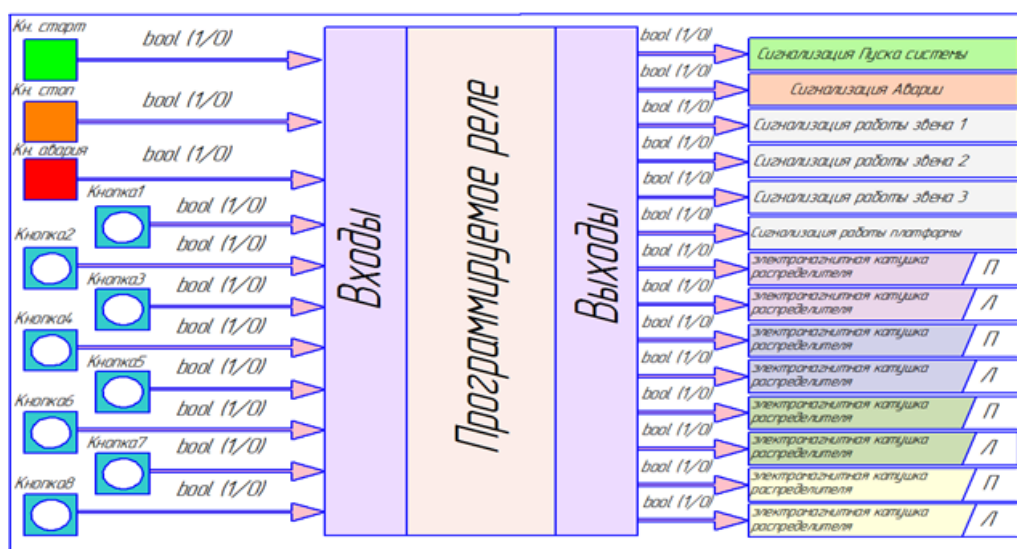 Кн. старт
bool (1/0)
Кн. стоп
bool (1/0)
Кн. авария
bool (1/0)
Кнопка1
bool (1/0)
Кнопка2
bool (1/0)
Кнопка3
bool (1/0)
Кнопка4
bool (1/0)
Кнопка5
bool (1/0)
Кнопка6
bool (1/0)
Кнопка7
bool (1/0)
Кнопка8
bool (1/0)
Входы
Программируемое реле
Выходы
bool (1/0)
Сигнализация Пуска системы
bool (1/0)
Сигнализация Аварии
bool (1/0)
Сигнализация работы звена 1
bool (1/0)
Сигнализация работы звена 2
bool (1/0)
Сигнализация работы звена 3
bool (1/0)
Сигнализация работы платформы
bool (1/0)
электромагнитная катушка
распределителя
П
bool (1/0)
электромагнитная катушка
распределителя
Л
bool (1/0)
электромагнитная катушка
распределителя
П
bool (1/0)
электромагнитная катушка
распределителя
Л
bool (1/0)
электромагнитная катушка
распределителя
П
bool (1/0)
электромагнитная катушка
распределителя
Л
bool (1/0)
электромагнитная катушка
распределителя
П
bool (1/0)
электромагнитная катушка
распределителя
Л